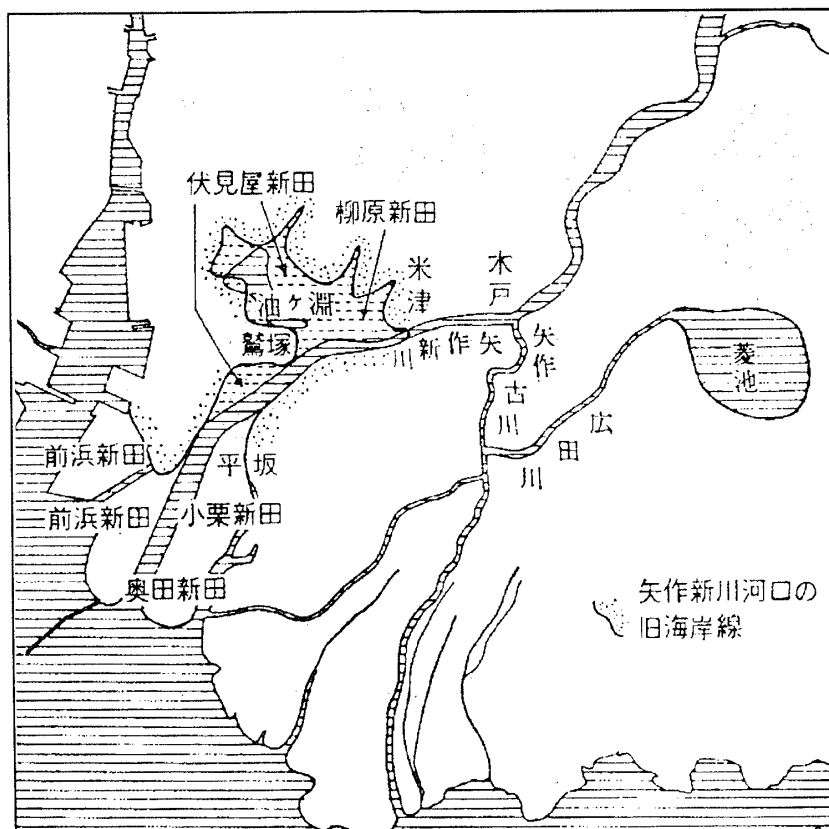 伏見屋新田
柳原新田
米津
木戸
油ヶ淵
鷲塚
矢作新川
矢作古川
広田川
菱池
前浜新田
平坂
前浜新田
小栗新田
奥田新田
矢作新川河口の
旧海岸線